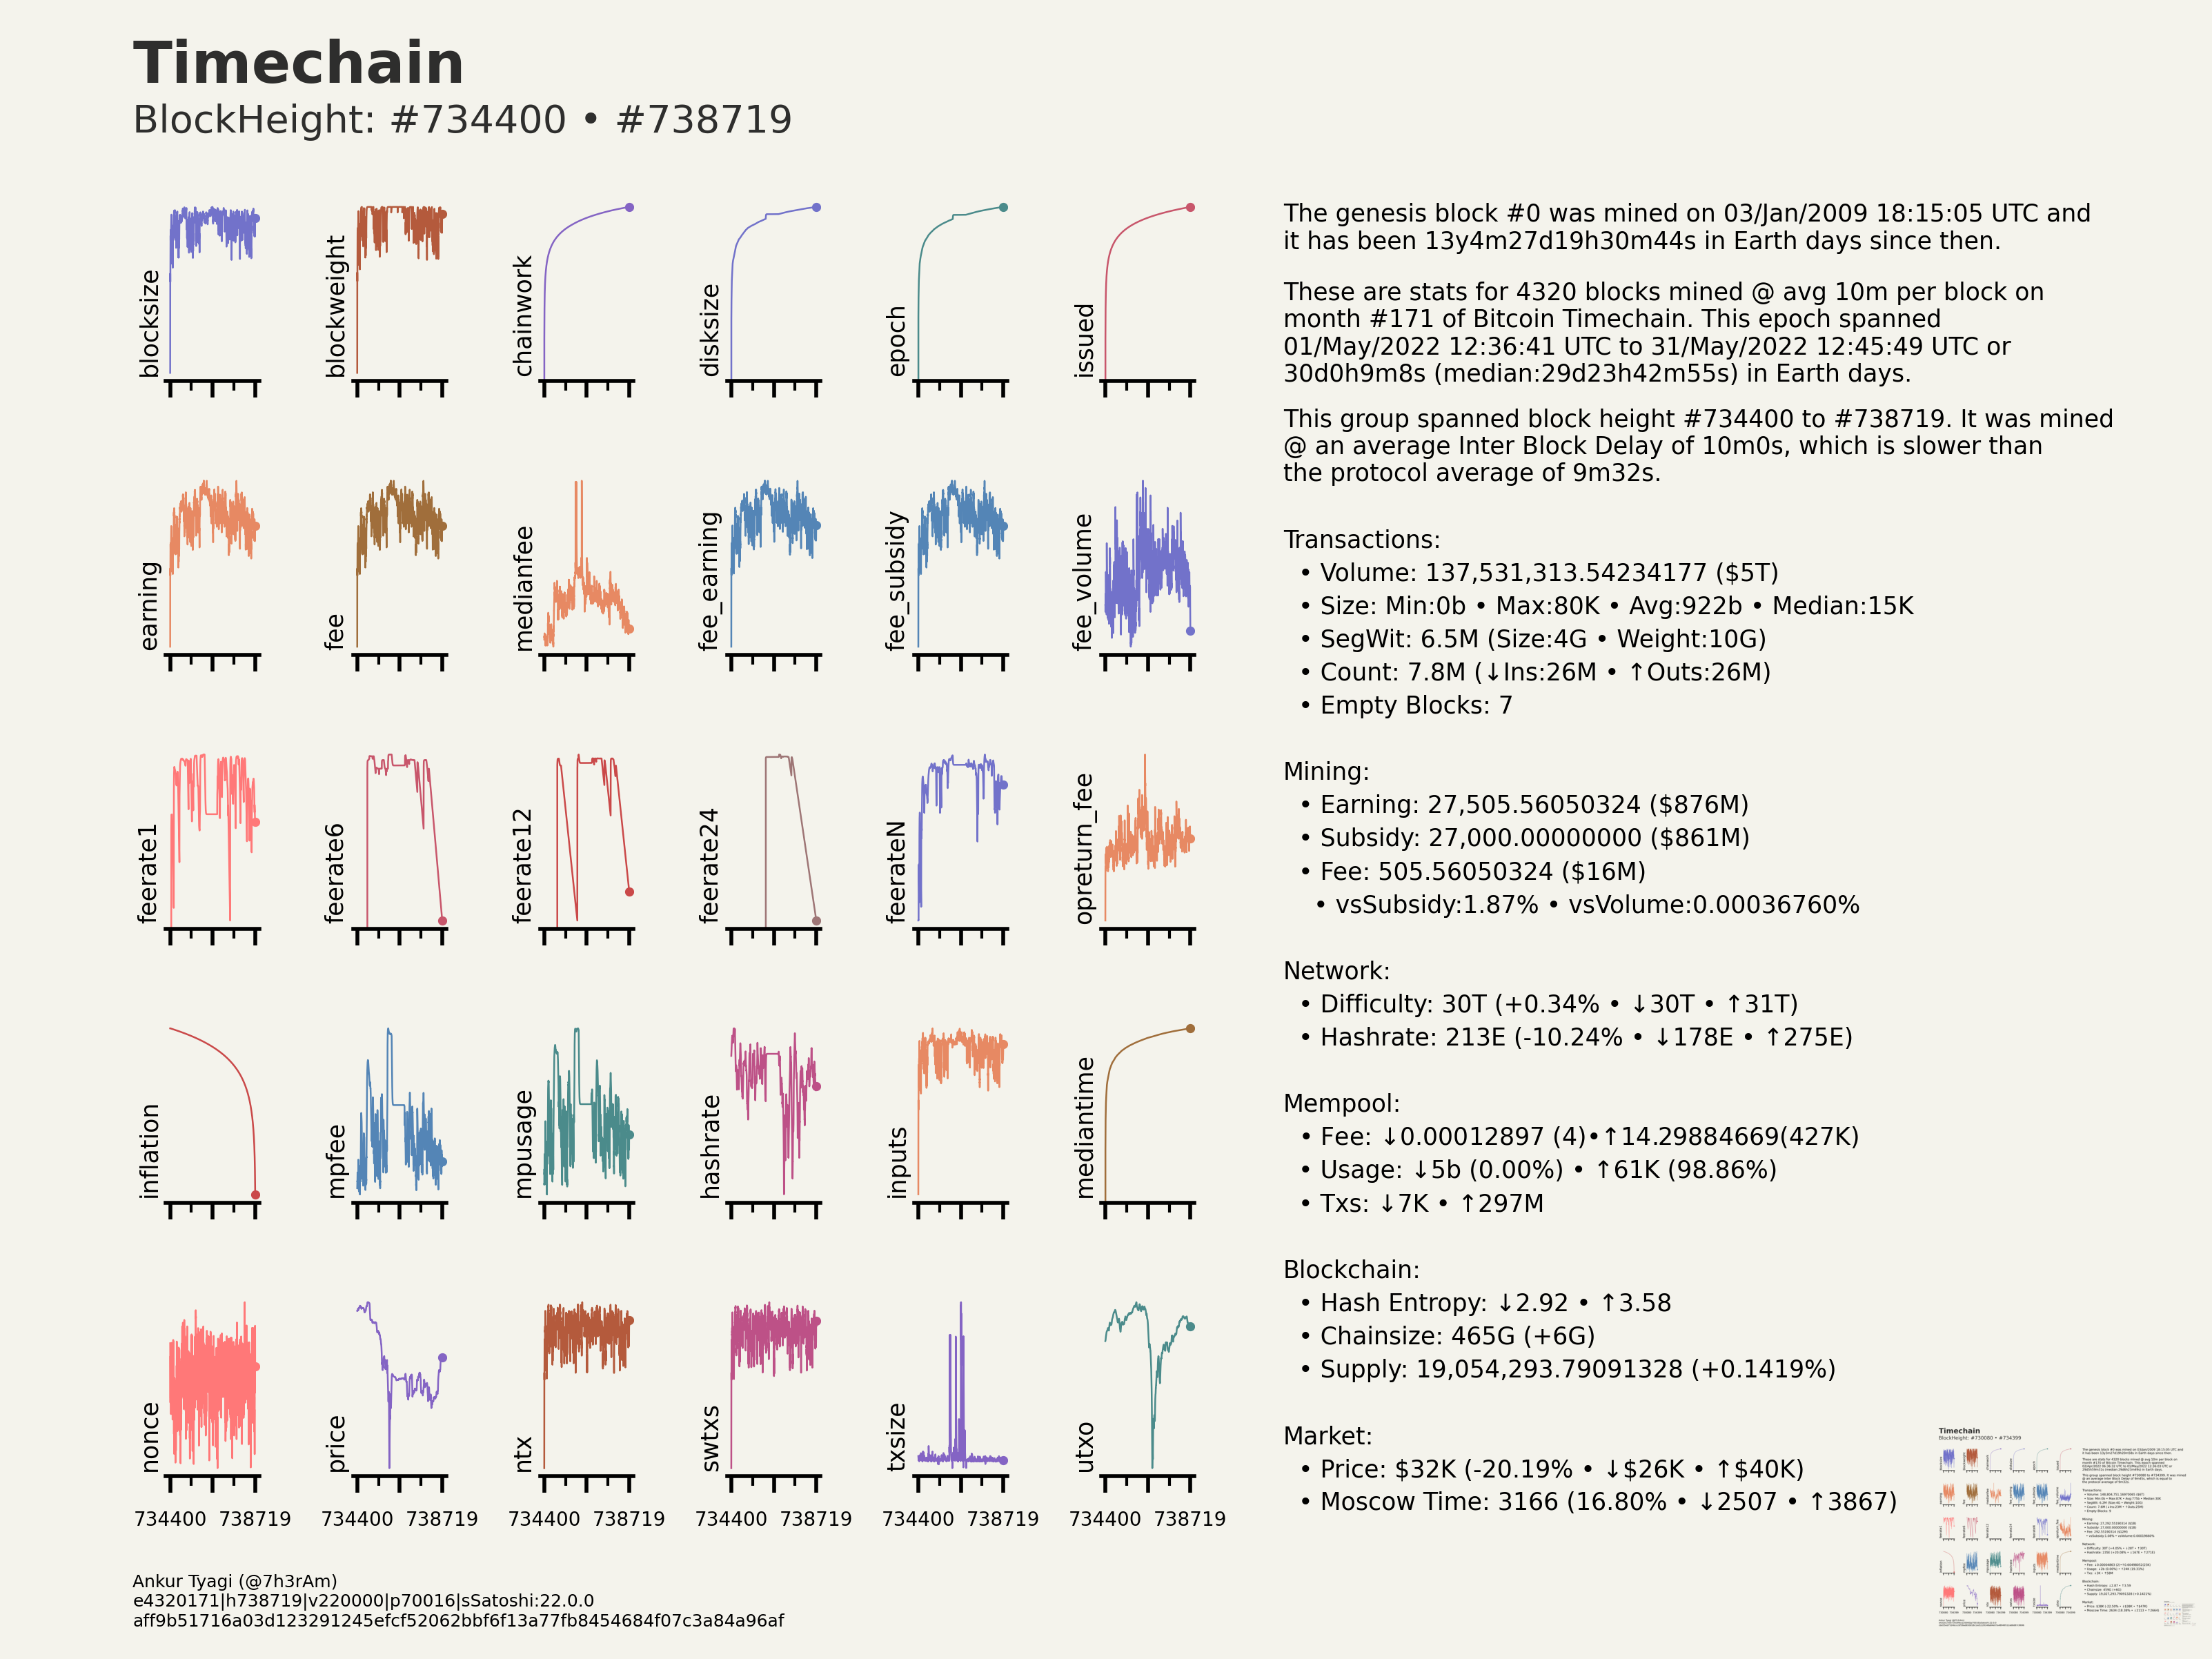 Timechain
BlockHeight: #734400 • #738719
blocksize
blockweight
chainwork
disksize
epoch
issued
earning
fee
medianfee
fee_earning
fee_subsidy
fee_volume
feerate1
feerate6
feerate12
feerate24
feerateN
opreturn_fee
inflation
mpfee
mpusage
hashrate
inputs
mediantime
nonce
price
ntx
swtxs
txsize
utxo
734400 738719 734400 738719 734400 738719 734400 738719 734400 738719 734400 738719
The genesis block #0 was mined on 03/Jan/2009 18:15:05 UTC and
it has been 13y4m27d19h30m44s in Earth days since then.
These are stats for 4320 blocks mined @ avg 10m per block on
month #171 of Bitcoin Timechain. This epoch spanned
01/May/2022 12:36:41 UTC to 31/May/2022 12:45:49 UTC or
30d0h9m8s (median:29d23h42m55s) in Earth days.
This group spanned block height #734400 to #738719. It was mined
@ an average Inter Block Delay of 10m0s, which is slower than
the protocol average of 9m32s.
Transactions:
• Volume: 137,531,313.54234177 ($5T)
• Size: Min:0b • Max:80K • Avg:922b • Median:15K
• SegWit: 6.5M (Size:4G • Weight:10G)
• Count: 7.8M (↓Ins:26M • ↑Outs:26M)
• Empty Blocks: 7
Mining:
• Earning: 27,505.56050324 ($876M)
• Subsidy: 27,000.00000000 ($861M)
• Fee: 505.56050324 ($16M)
• vsSubsidy:1.87% • vsVolume:0.00036760%
Network:
• Difficulty: 30T (+0.34% • ↓30T • ↑31T)
• Hashrate: 213E (-10.24% • ↓178E • ↑275E)
Mempool:
• Fee: ↓0.00012897 (4)•↑14.29884669(427K)
• Usage: ↓5b (0.00%) • ↑61K (98.86%)
• Txs: ↓7K • ↑297M
Blockchain:
• Hash Entropy: ↓2.92 • ↑3.58
• Chainsize: 465G (+6G)
• Supply: 19,054,293.79091328 (+0.1419%)
Market:
• Price: $32K (-20.19% • ↓$26K • ↑$40K)
• Moscow Time: 3166 (16.80% • ↓2507 • ↑3867)
Ankur Tyagi (@7h3rAm)
e4320171|h738719|v220000|p70016|sSatoshi:22.0.0
aff9b51716a03d123291245efcf52062bbf6f13a77fb8454684f07c3a84a96af
Timechain
BlockHeight: #730080 • #734399